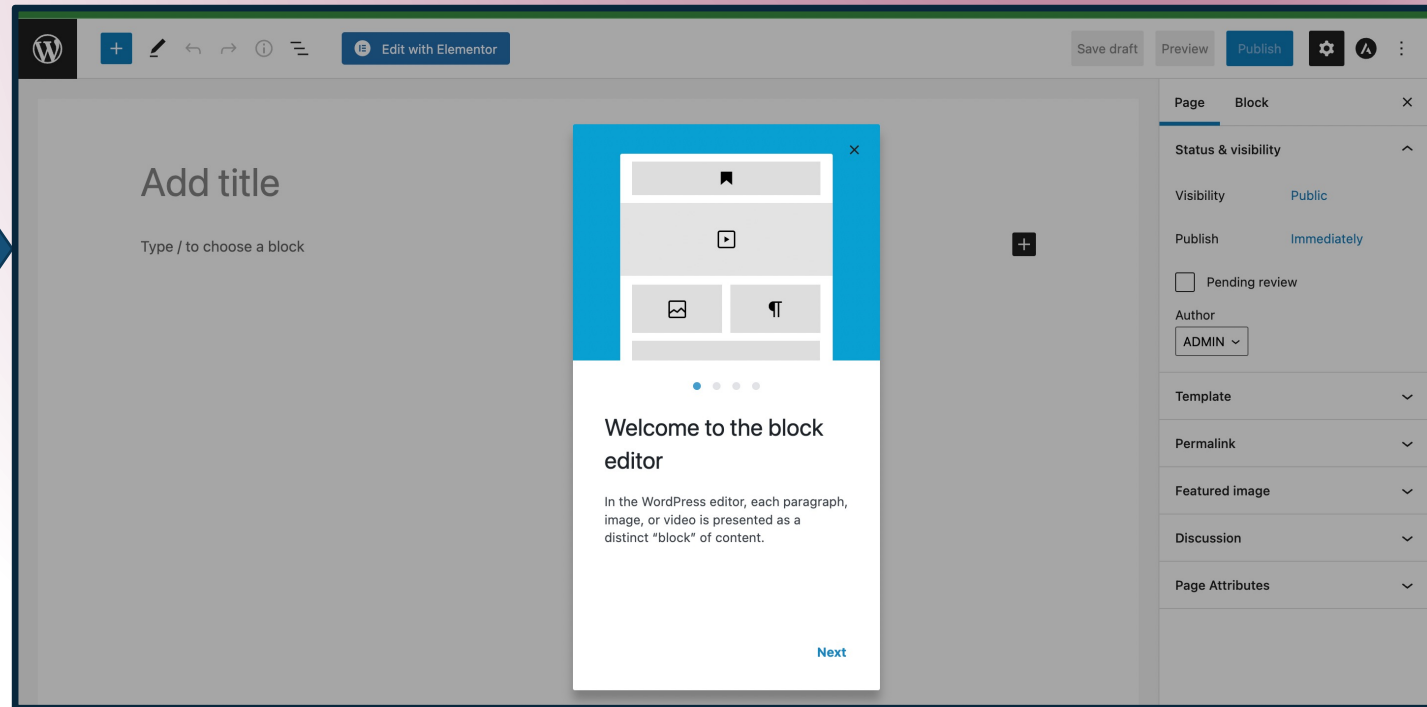 Edit with Elementor
Save draft
Preview
Publish
Page
Block
Status & visibility
Visibility
Public
Publish
Immediately
Pending review
Author
ADMIN
Template
Permalink
Featured image
Discussion
Page Attributes
Add title
Type / to choose a block
Welcome to the block
editor
In the WordPress editor, each paragraph,
image, or video is presented as a
distinct “block” of content.
Next